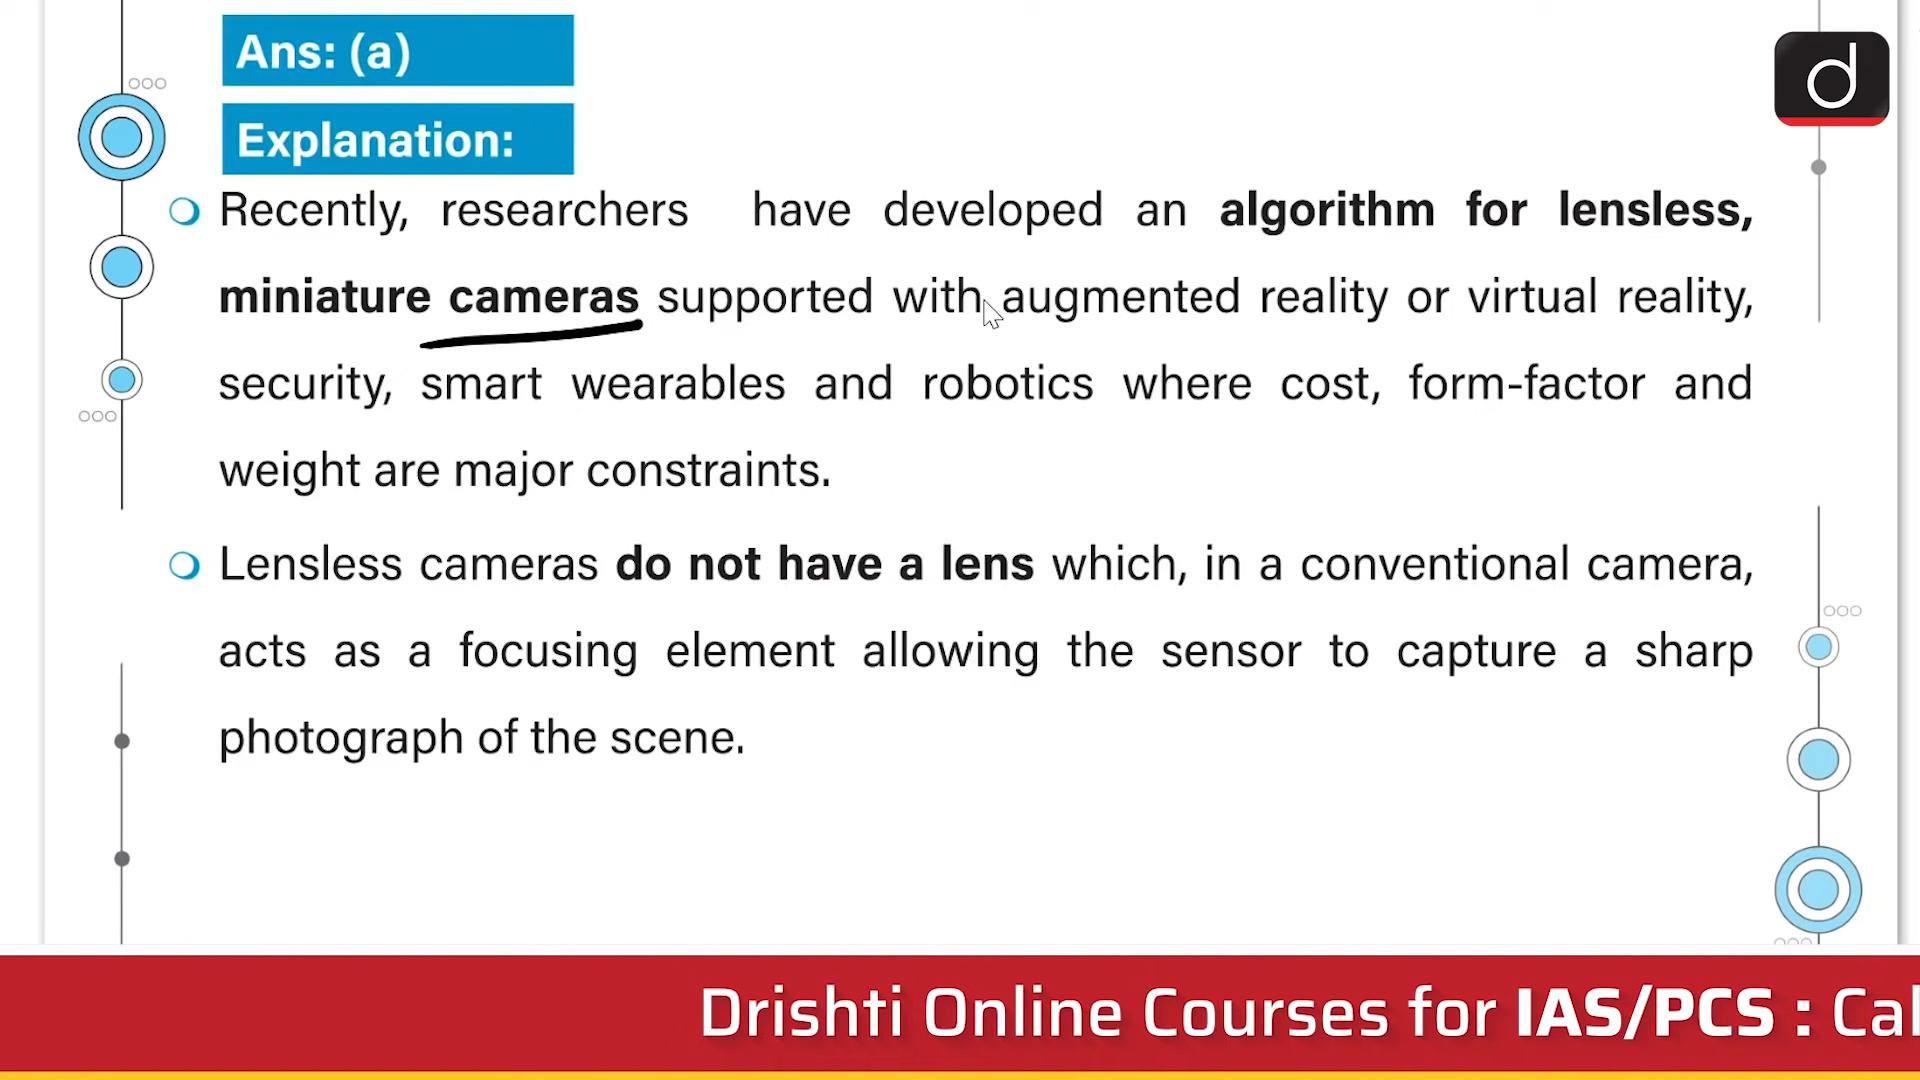 Ans: (a)
Explanation:
Recently, researchers have developed an algorithm for lensless,
miniature cameras supported with augmented reality or virtual reality,
security, smart wearables and robotics where cost, form-factor and
weight are major constraints.
Lensless cameras do not have a lens which, in a conventional camera,
acts as a focusing element allowing the sensor to capture a sharp
photograph of the scene.
d
Drishti Online Courses for IAS/PCS : Cal